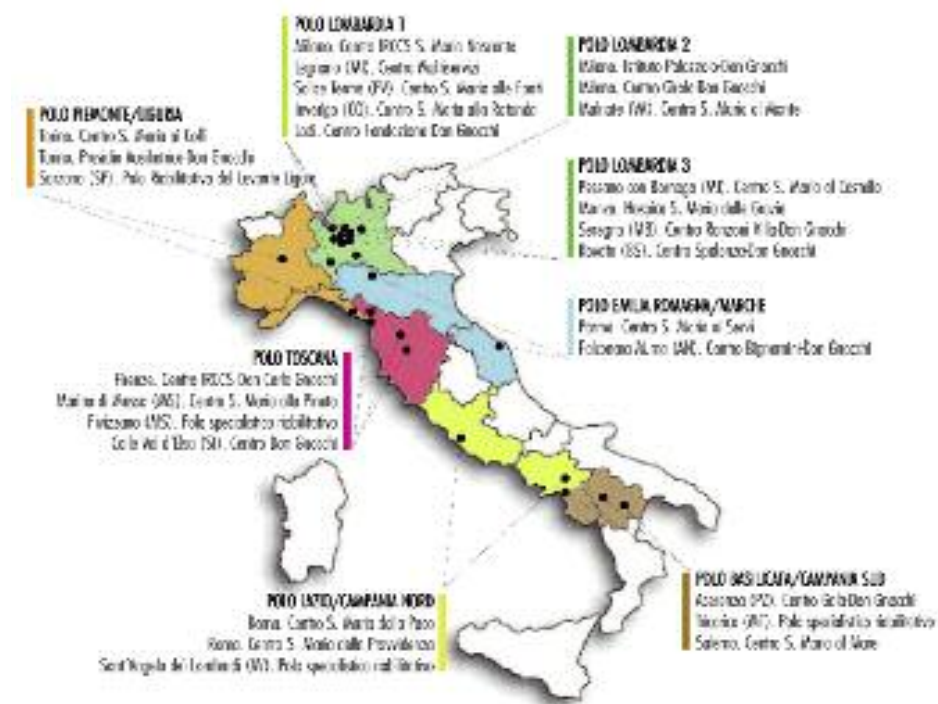 POLO LOMBARDIA 1
Milano. Centro IRCCS S. Maria Nascente
Legnano (MI). Centro Multiservizi
Salice Terme (PV). Centro S. Maria alle Fonti
Inverigo (CO). Centro S. Maria alla Rotonda
Lodi. Centro Fondazione Don Gnocchi
POLO LOMBARDIA 2
Milano. Istituto Palazzolo-Don Gnocchi
Milano. Centro Girola-Don Gnocchi
Malnate (VA). Centro S. Maria al Monte
POLO PIEMONTE/LIGURIA
Torino. Centro S. Maria ai Colli
Torino. Presidio Ausiliatrice-Don Gnocchi
Sarzana (SP). Polo Riabilitativo del Levante Ligure
POLO LOMBARDIA 3
Pessano con Bornago (MI). Centro S. Maria al Castello
Monza. Hospice S. Maria delle Grazie
Seregno (MB). Centro Ronzoni Villa-Don Gnocchi
Rovato (BS). Centro Spalenza-Don Gnocchi
POLO EMILIA ROMAGNA/MARCHE
Parma. Centro S. Maria ai Servi
Falconara M.ma (AN). Centro Bignamini-Don Gnocchi
POLO TOSCANA
Firenze. Centro IRCCS Don Carlo Gnocchi
Marina di Massa (MS). Centro S. Maria alla Pineta
Fivizzano (MS). Polo specialistico riabilitativo
Colle Val d'Elsa (SI). Centro Don Gnocchi
POLO LAZIO/CAMPANIA NORD
Roma. Centro S. Maria della Pace
Roma. Centro S. Maria della Provvidenza
Sant'Angelo dei Lombardi (AV). Polo specialistico riabilitativo
POLO BASILICATA/CAMPANIA SUD
Acerenza (PZ). Centro Gala-Don Gnocchi
Tricarico (MT). Polo specialistico riabilitativo
Salerno. Centro S. Maria al Mare